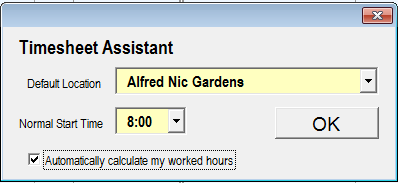 Timesheet Assistant
Default Location Alfred Nic Gardens
Normal Start Time 8:00 OK
Automatically calculate my worked hours